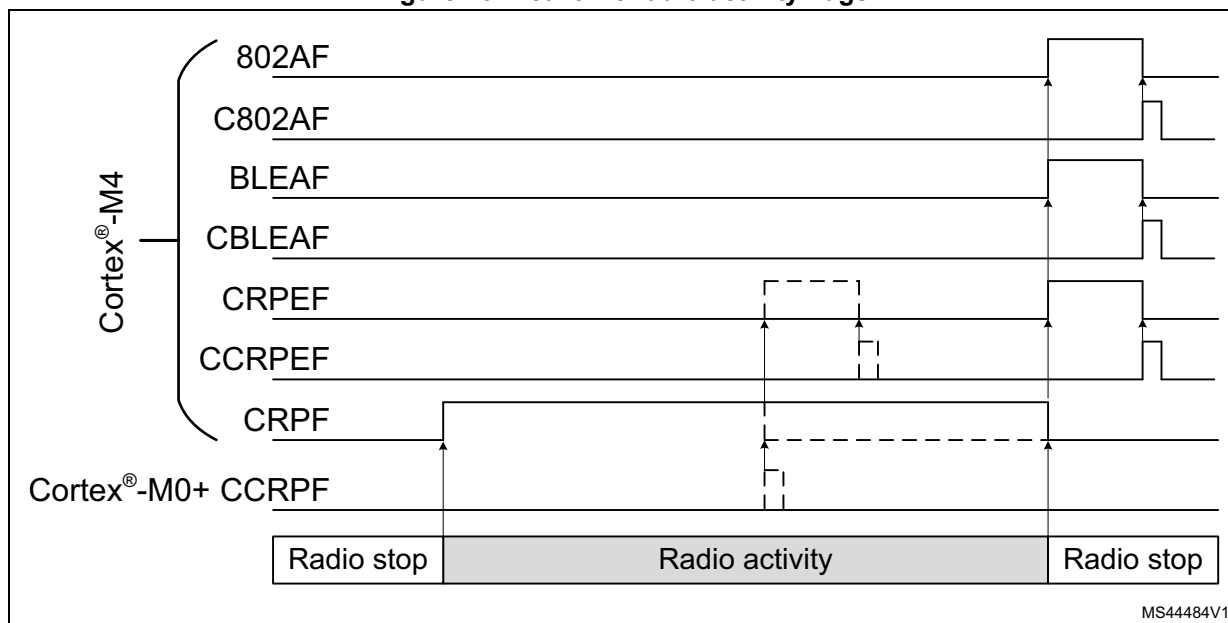 802AF
C802AF
BLEAF
CBLEAF
CRPEF
CCRPEF
CRPF
Cortex®-M4
Cortex®-M0+ CCRPF
Radio stop
Radio activity
Radio stop
MS44484V1